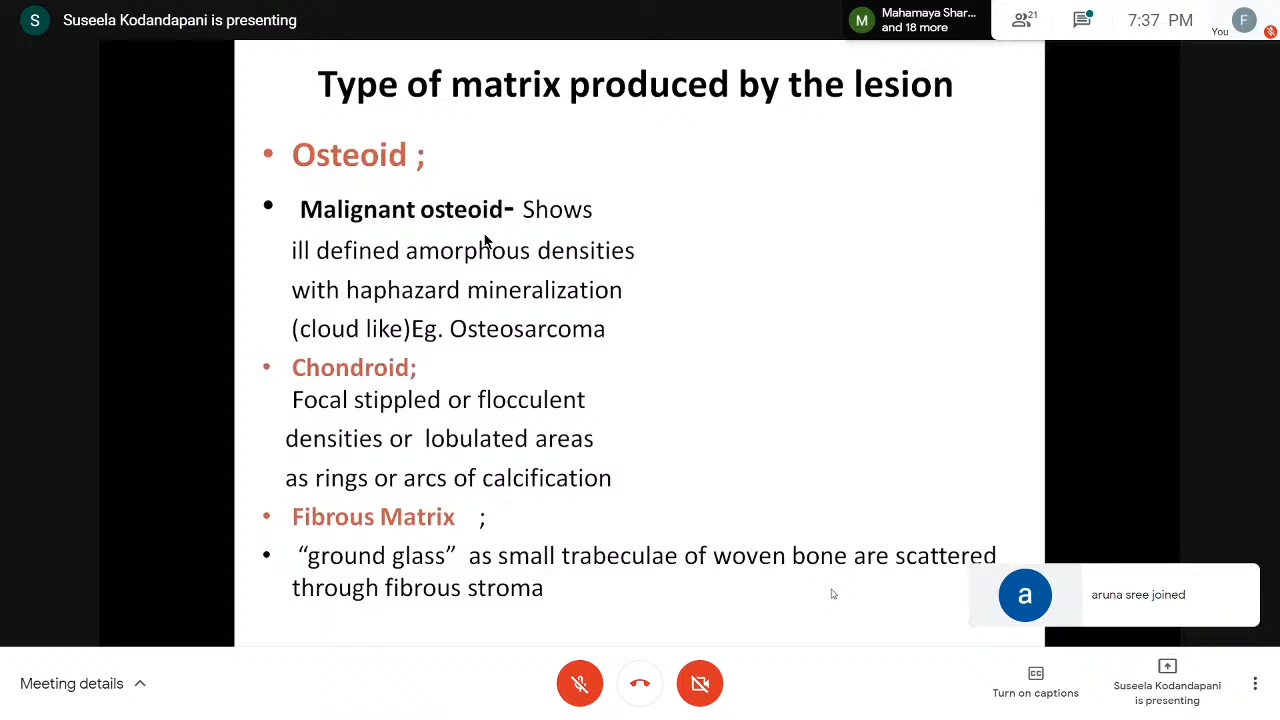 S Suseela Kodandapani is presenting
M Mahamaya Shar...
and 18 more
21
7:37 PM
You
F
Type of matrix produced by the lesion
• Osteoid ;
• Malignant osteoid- Shows
ill defined amorphous densities
with haphazard mineralization
(cloud like)Eg. Osteosarcoma
• Chondroid;
Focal stippled or flocculent
densities or lobulated areas
as rings or arcs of calcification
• Fibrous Matrix ;
• “ground glass” as small trabeculae of woven bone are scattered
through fibrous stroma
a aruna sree joined
Meeting details
CC
Turn on captions
Suseela Kodandapani
is presenting